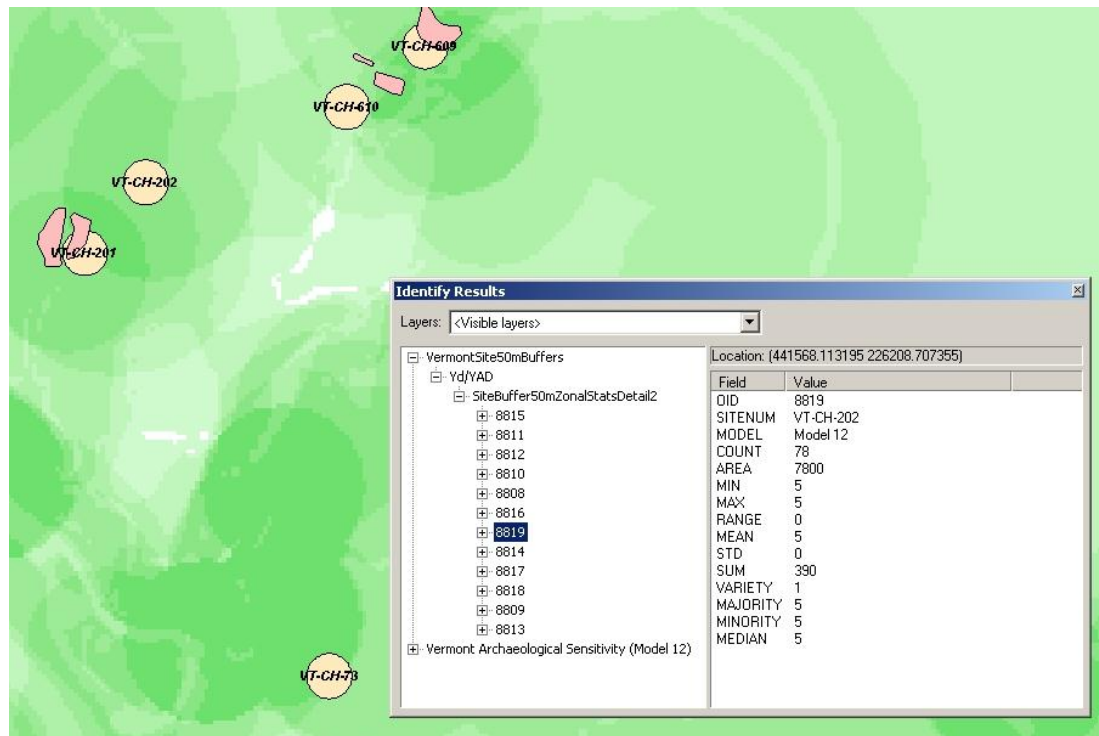 VT-CH-609
VT-CH-610
VT-CH-202
VT-CH-201
Identify Results
Layers: <Visible layers>
VermontSite50mBuffers
Yd/YAD
SiteBuffer50mZonalStatsDetail2
8815
8811
8812
8810
8808
8816
8819
8814
8817
8818
8809
8813
Vermont Archaeological Sensitivity (Model 12)
Location: (441568.113195 226208.707355)
Field Value
OID 8819
SITENUM VT-CH-202
MODEL Model 12
COUNT 78
AREA 7800
MIN 5
MAX 5
RANGE 0
MEAN 5
STD 0
SUM 390
VARIETY 1
MAJORITY 5
MINORITY 5
MEDIAN 5
VT-CH-73